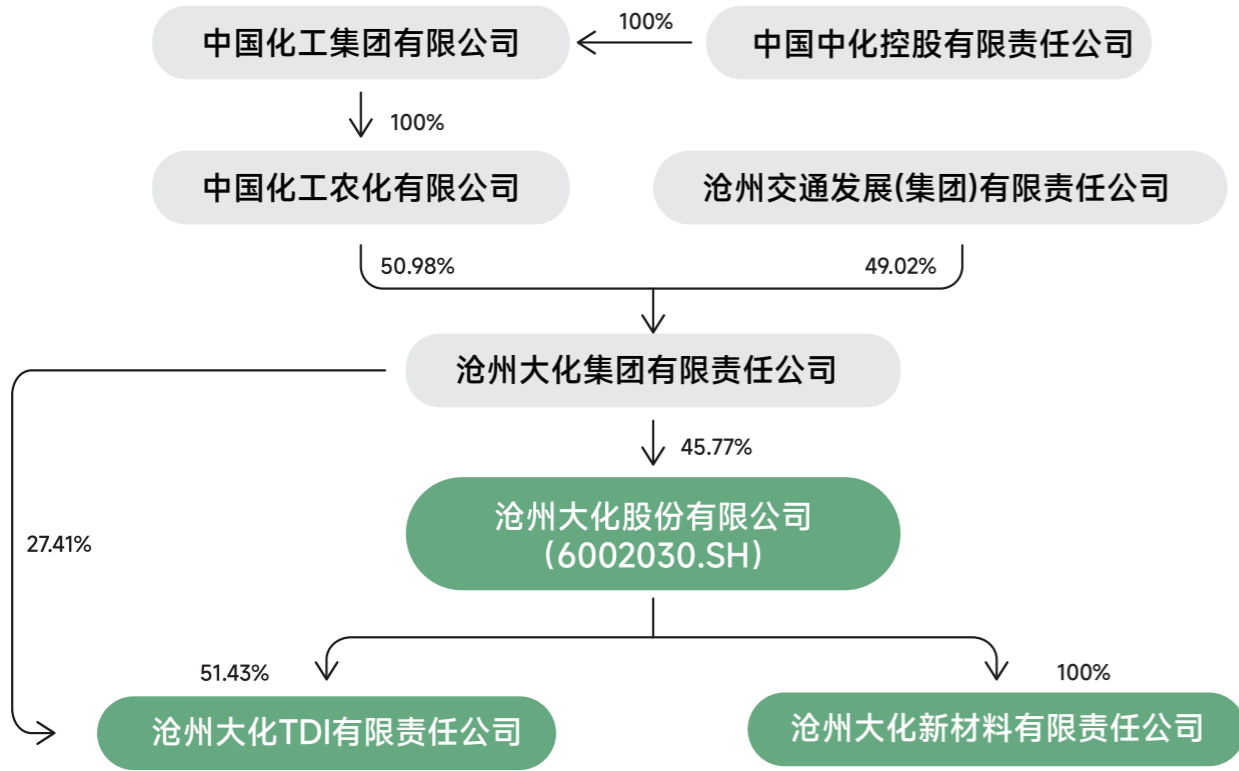 中国化工集团有限公司
100%
中国中化控股有限责任公司
100%
中国化工农化有限公司
沧州交通发展(集团)有限责任公司
50.98%
49.02%
沧州大化集团有限责任公司
45.77%
沧州大化股份有限公司
(6002030.SH)
27.41%
51.43%
100%
沧州大化TDI有限责任公司
沧州大化新材料有限责任公司